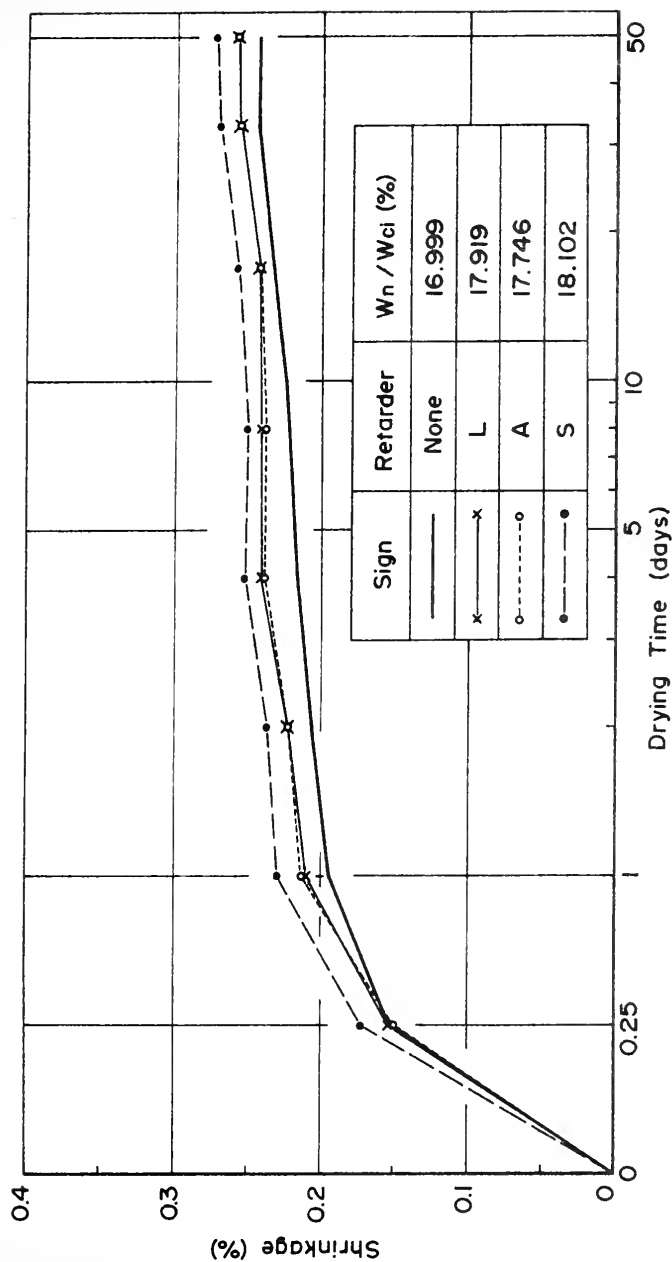 0.4
0.3
0.2
0.1
0
Shrinkage (%)
Sign Retarder Wn/Wci (%)
None 16.999
L 17.919
A 17.746
S 18.102
0 0.25 1 5 10 50
Drying Time (days)